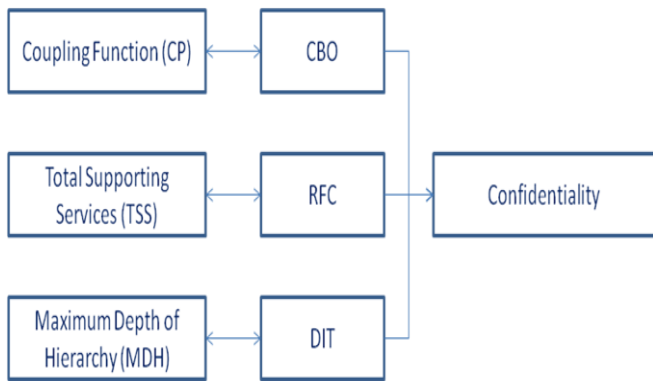 Coupling Function (CP)
CBO
Total Supporting
Services (TSS)
RFC
Confidentiality
Maximum Depth of
Hierarchy (MDH)
DIT